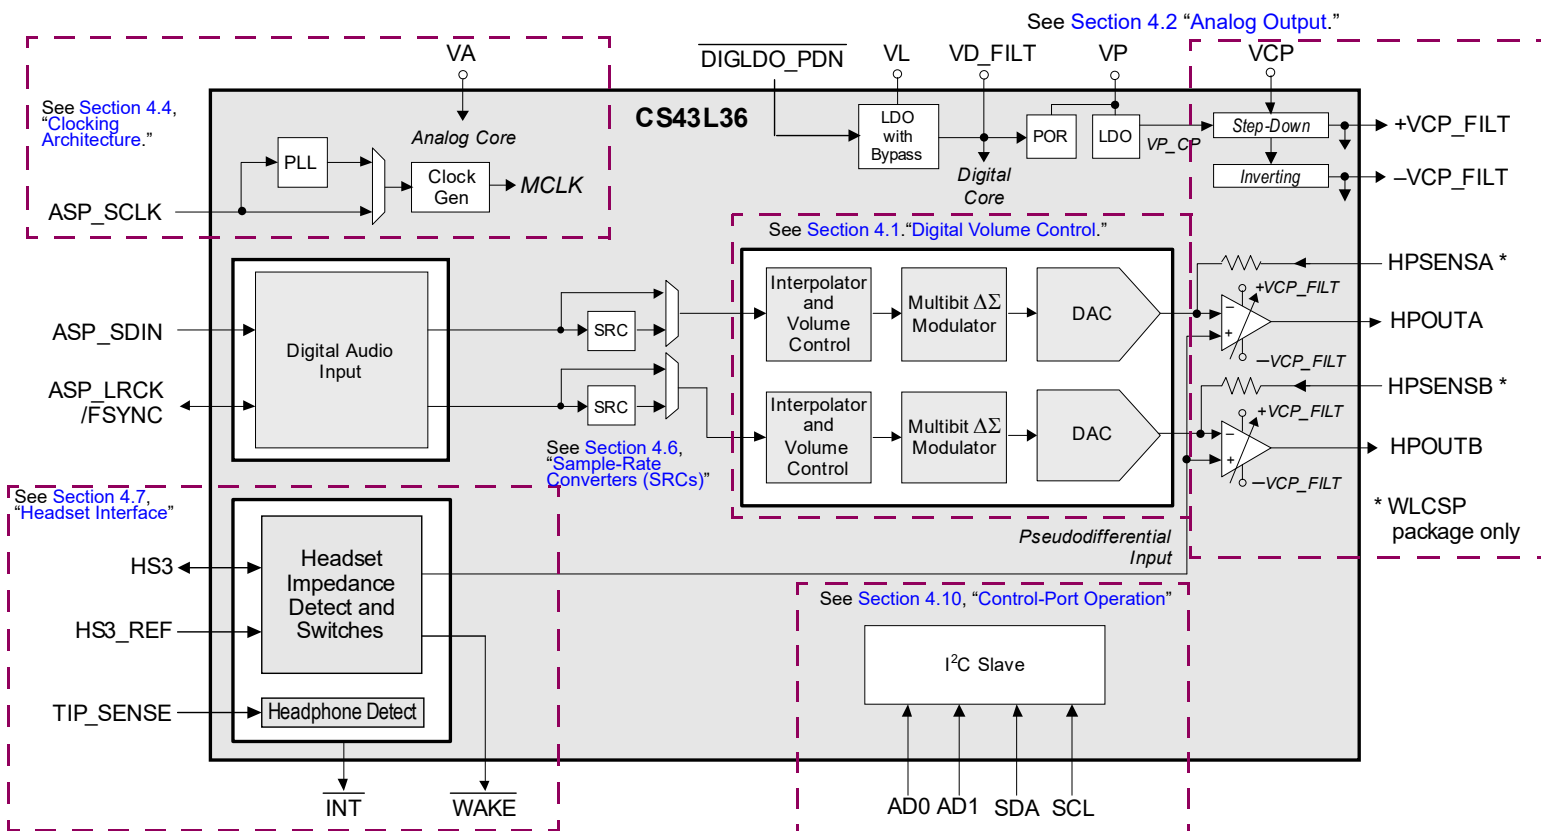 See Section 4.2 “Analog Output.”
VA
DIGLDO_PDN
VL
VD_FILT
VP
VCP
See Section 4.4,
“Clocking
Architecture.”
Analog Core
CS43L36
LDO
with
Bypass
POR
LDO
VP_CP
Step-Down
+VCP_FILT
Inverting
–VCP_FILT
Digital
Core
PLL
Clock
Gen
MCLK
ASP_SCLK
See Section 4.1.“Digital Volume Control.”
HPSENSA *
Interpolator
and
Volume
Control
Multibit ΔΣ
Modulator
DAC
+VCP_FILT
−
+
–VCP_FILT
HPOUTA
ASP_SDIN
Digital Audio
Input
SRC
ASP_LRCK
/FSYNC
SRC
HPSENSB *
Interpolator
and
Volume
Control
Multibit ΔΣ
Modulator
DAC
+VCP_FILT
−
+
–VCP_FILT
HPOUTB
See Section 4.6,
“Sample-Rate
Converters (SRCs)”
See Section 4.7,
“Headset Interface”
* WLCSP
package only
Pseudodifferential
Input
HS3
Headset
Impedance
Detect and
Switches
HS3_REF
See Section 4.10, “Control-Port Operation”
I2C Slave
TIP_SENSE
Headphone Detect
INT
WAKE
AD0
AD1
SDA
SCL